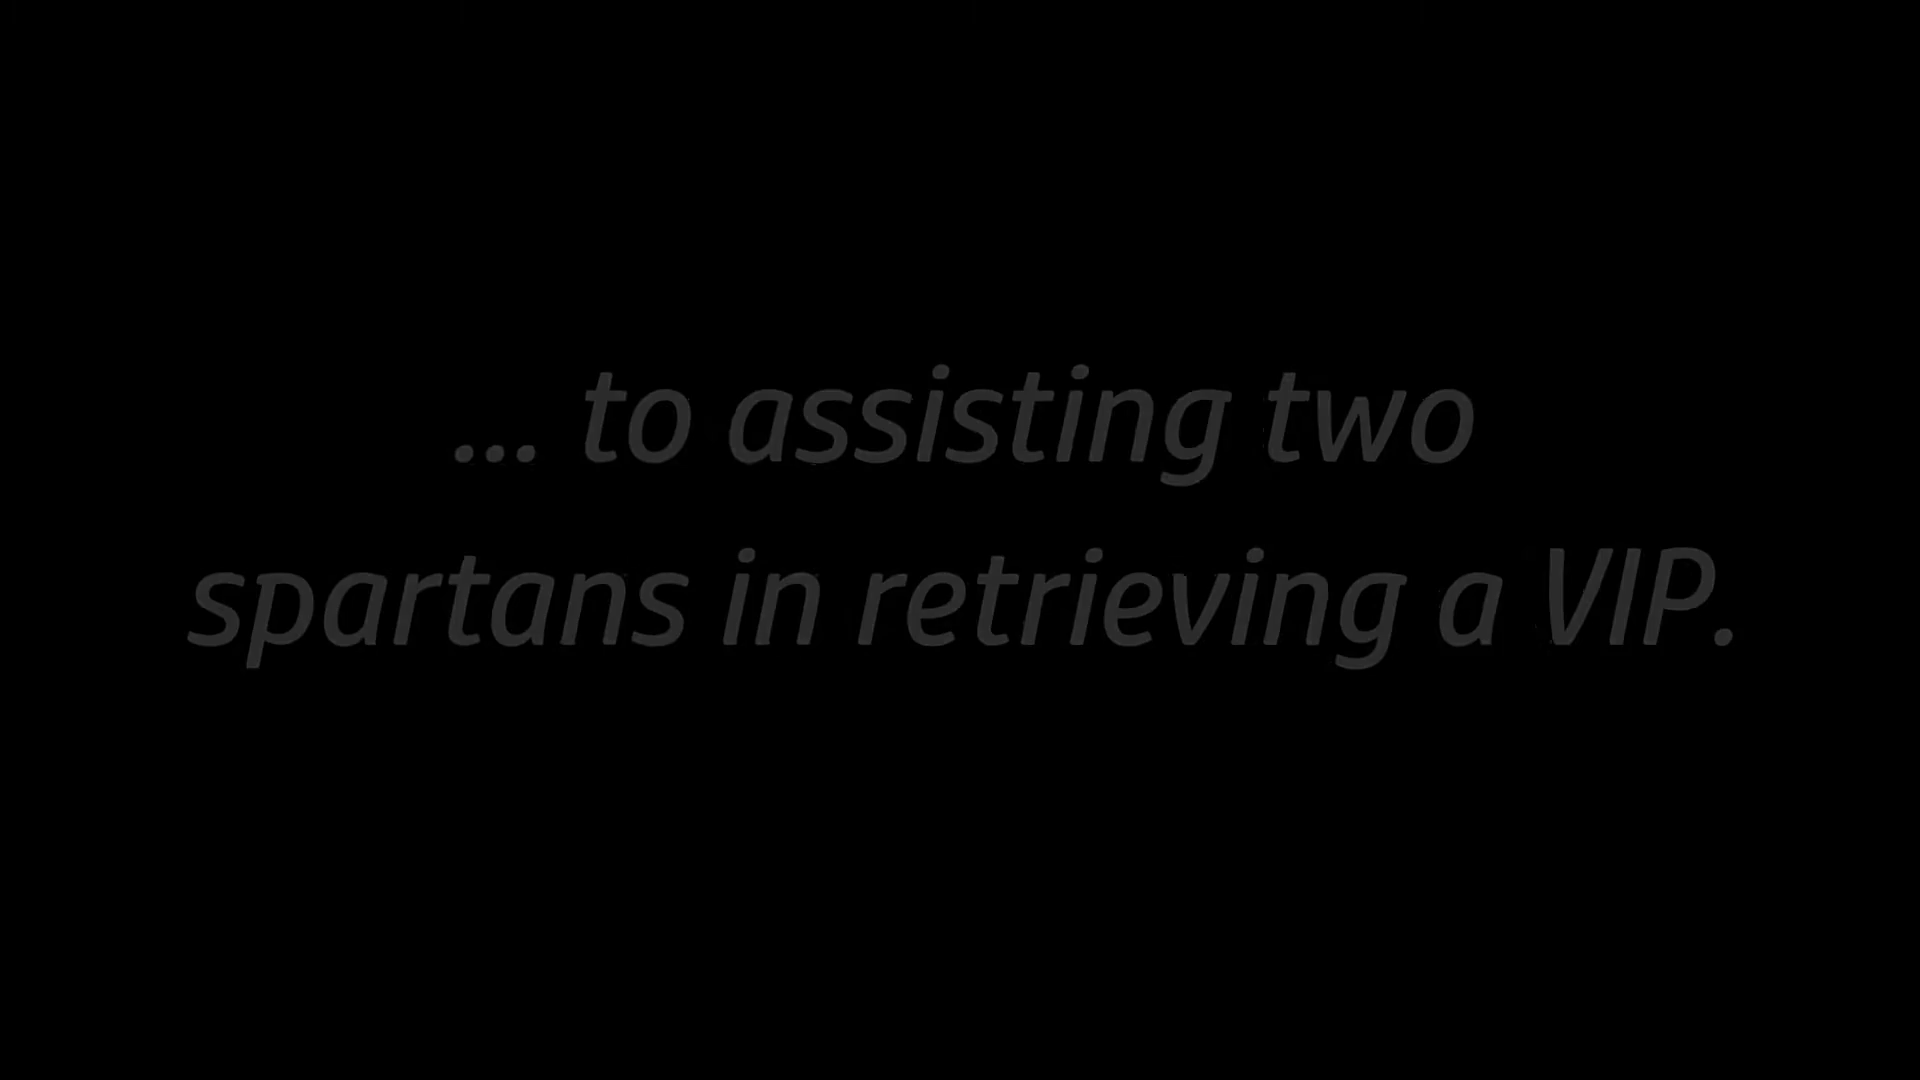 ... to assisting two
spartans in retrieving a VIP.